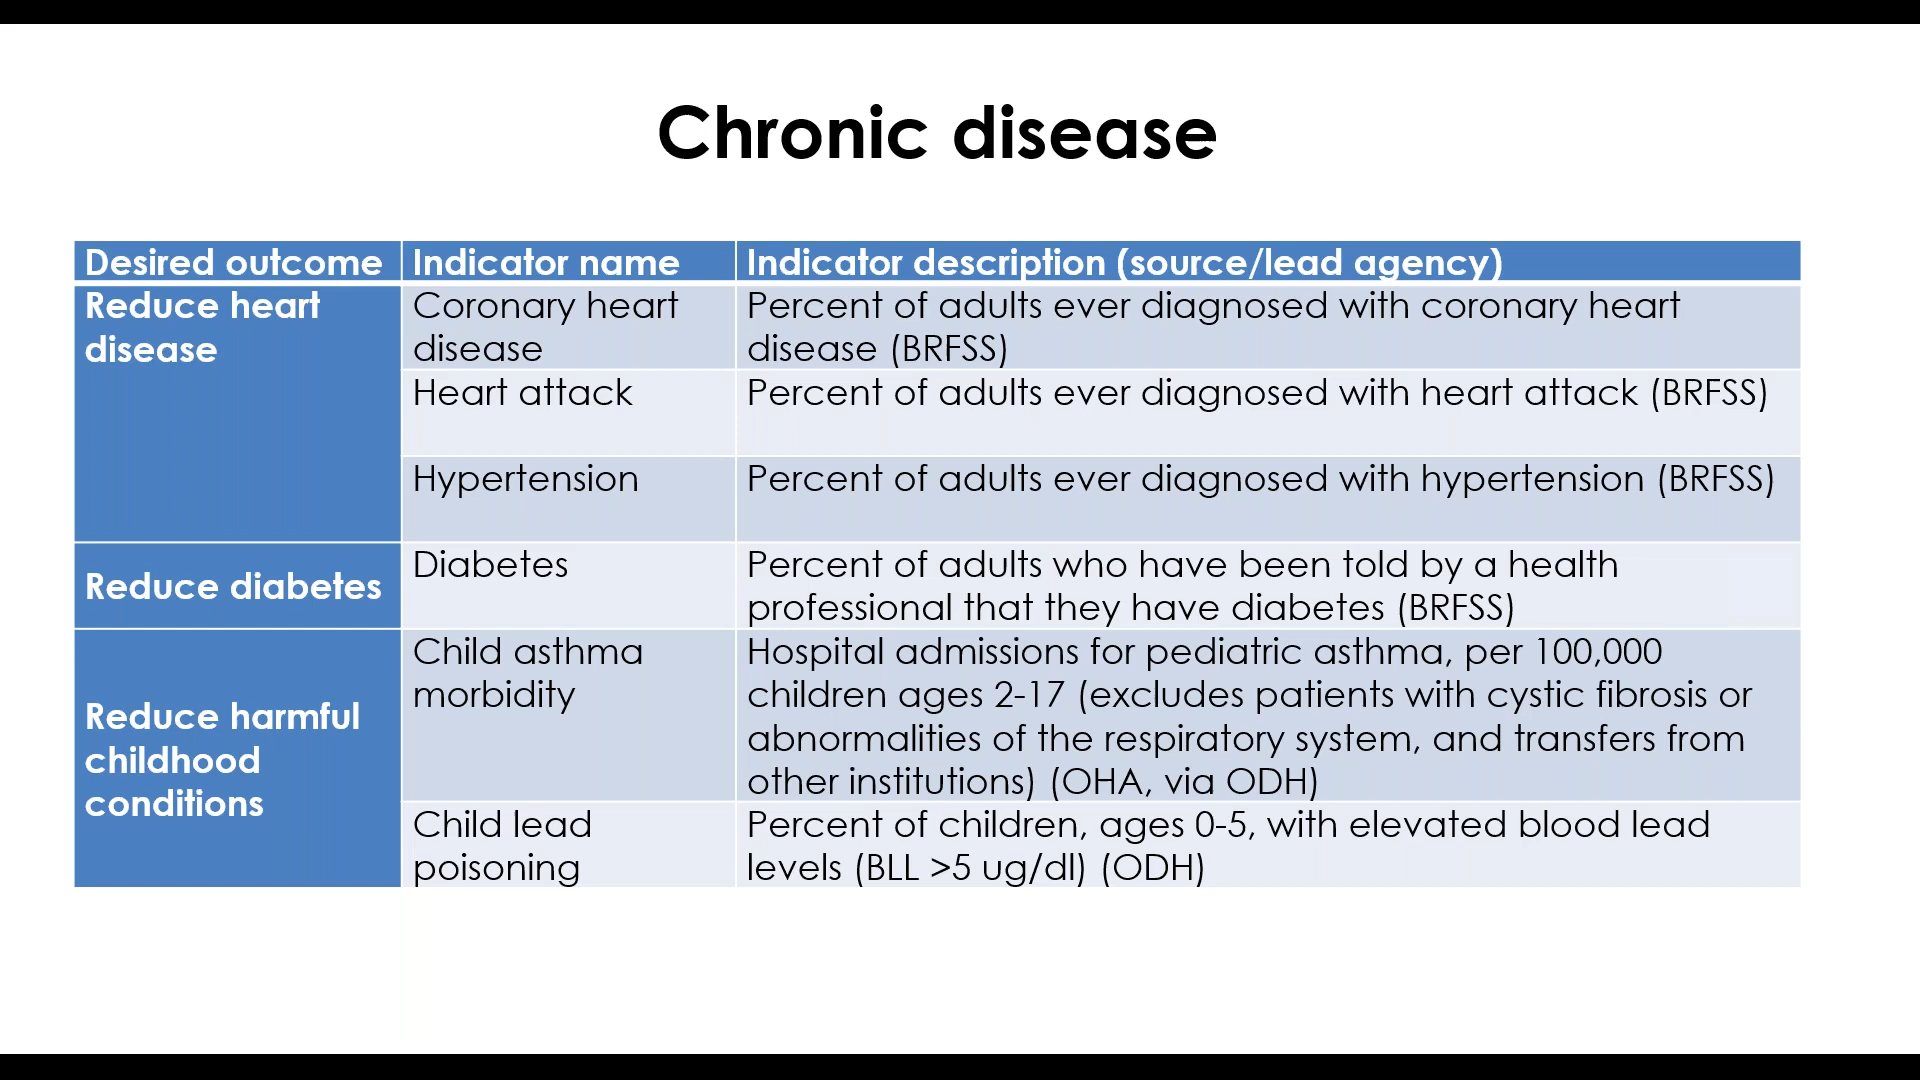 Chronic disease
Desired outcome
Indicator name
Indicator description (source/lead agency)
Reduce heart
disease
Coronary heart
disease
Percent of adults ever diagnosed with coronary heart
disease (BRFSS)
Heart attack
Percent of adults ever diagnosed with heart attack (BRFSS)
Hypertension
Percent of adults ever diagnosed with hypertension (BRFSS)
Reduce diabetes
Diabetes
Percent of adults who have been told by a health
professional that they have diabetes (BRFSS)
Reduce harmful
childhood
conditions
Child asthma
morbidity
Hospital admissions for pediatric asthma, per 100,000
children ages 2-17 (excludes patients with cystic fibrosis or
abnormalities of the respiratory system, and transfers from
other institutions) (OHA, via ODH)
Child lead
poisoning
Percent of children, ages 0-5, with elevated blood lead
levels (BLL >5 ug/dl) (ODH)